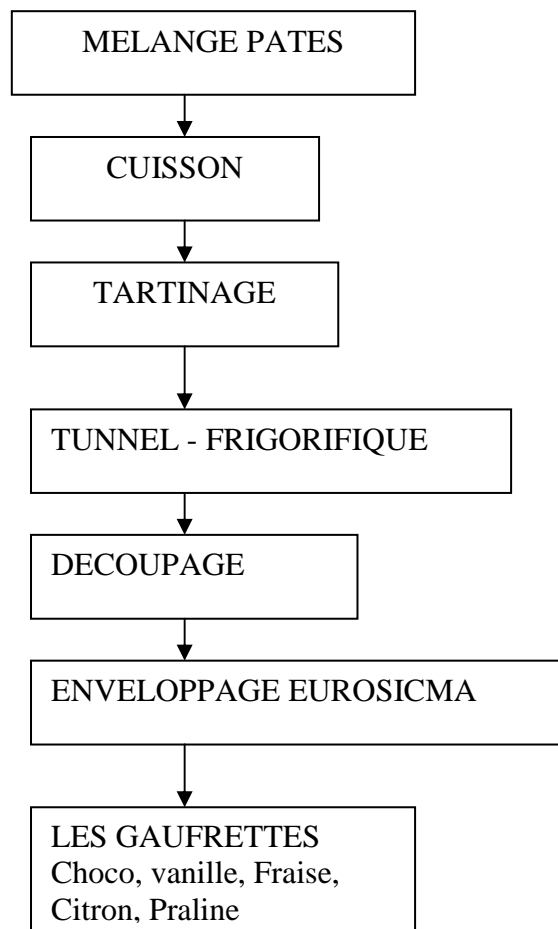 MELANGE PATES
CUISSON
TARTINAGE
TUNNEL - FRIGORIFIQUE
DECOUPAGE
ENVELOPPAGE EUROSICMA
LES GAUFRETTES
Choco, vanille, Fraise,
Citron, Praline